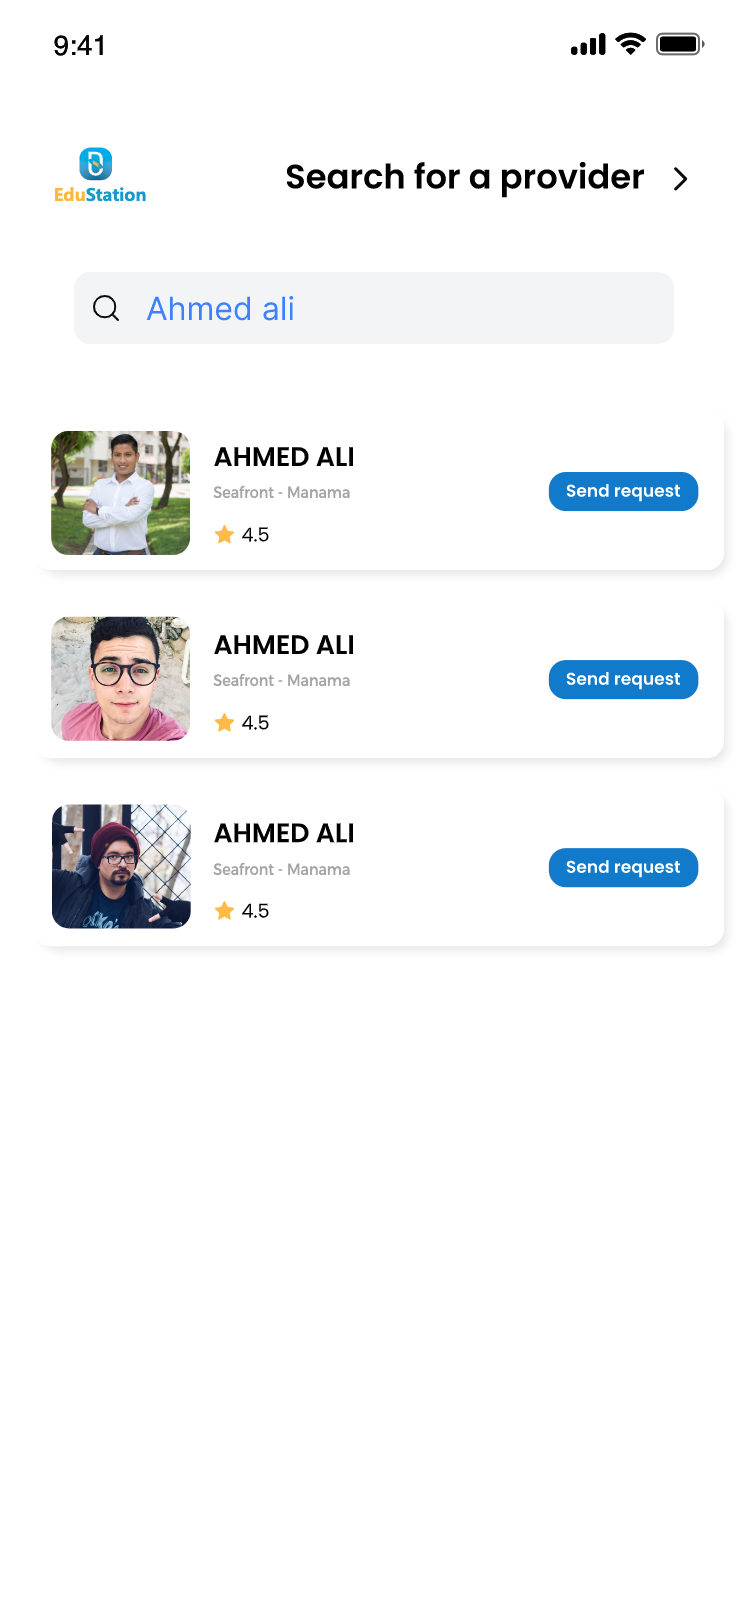 9:41
EduStation
Search for a provider
Ahmed ali
AHMED ALI
Seafront - Manama
4.5
Send request
AHMED ALI
Seafront - Manama
4.5
Send request
AHMED ALI
Seafront - Manama
4.5
Send request